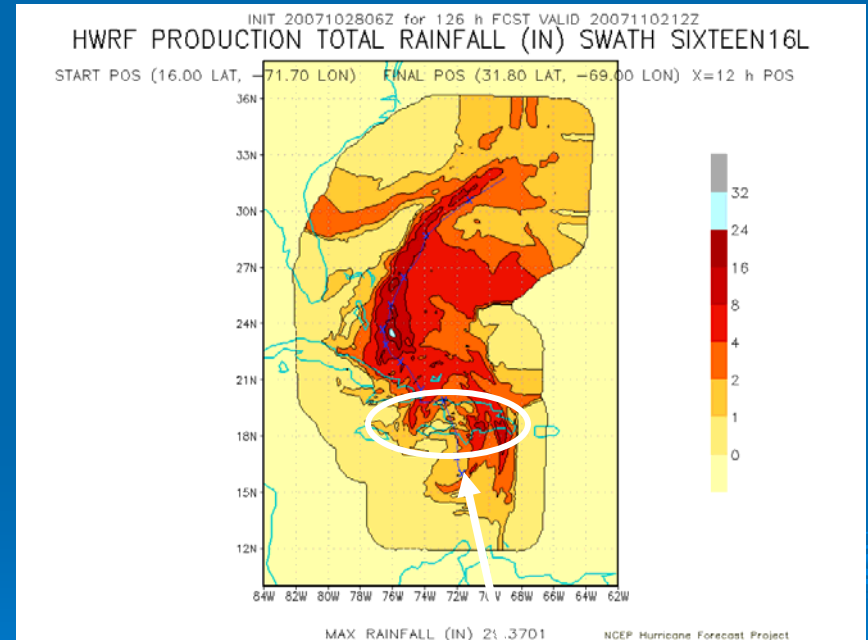 INIT 2007102806Z for 126 h FCST VALID 2007110212Z
HWRF PRODUCTION TOTAL RAINFALL (IN) SWATH SIXTEEN16L
START POS (16.00 LAT, −71.70 LON) FINAL POS (31.80 LAT, −69.00 LON) X=12 h POS
36N
33N
30N
27N
24N
21N
18N
15N
12N
84W 82W 80W 78W 76W 74W 72W 68W 66W 64W 62W
32
24
16
8
4
2
1
0
MAX RAINFALL (IN)
NCEP Hurricane Forecast Project